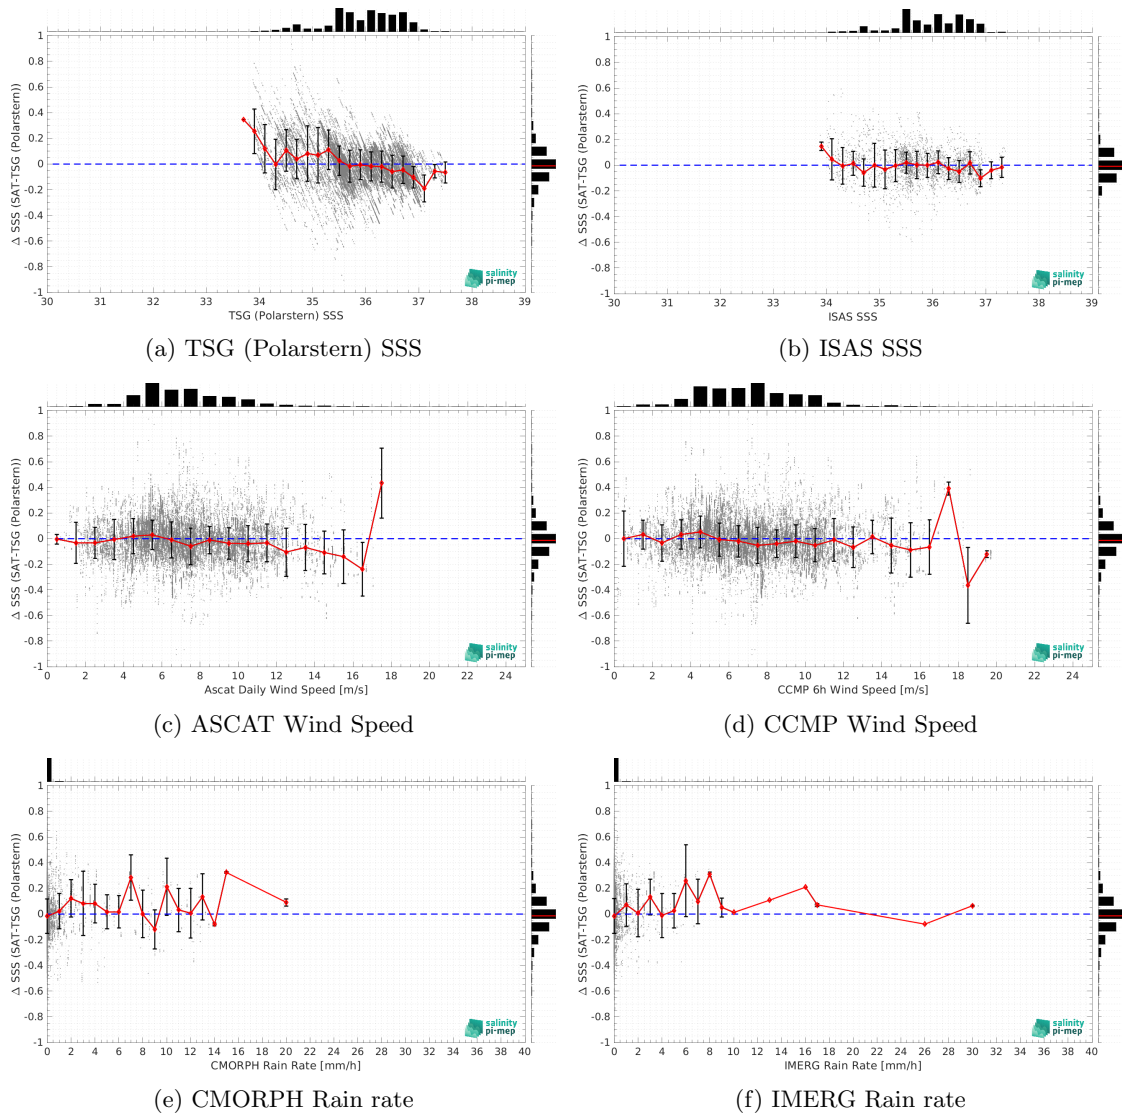 1
0.8
0.6
0.4
0.2
0
-0.2
-0.4
-0.6
-0.8
-1
Δ SSS (SAT-TSG (Polarstern))
30 31 32 33 34 35 36 37 38 39
TSG (Polarstern) SSS
salinity
pi-mep
(a) TSG (Polarstern) SSS
1
0.8
0.6
0.4
0.2
0
-0.2
-0.4
-0.6
-0.8
-1
Δ SSS (SAT-TSG (Polarstern))
30 31 32 33 34 35 36 37 38 39
ISAS SSS
salinity
pi-mep
(b) ISAS SSS
1
0.8
0.6
0.4
0.2
0
-0.2
-0.4
-0.6
-0.8
-1
Δ SSS (SAT-TSG (Polarstern))
0 2 4 6 8 10 12 14 16 18 20 22 24
Ascat Daily Wind Speed [m/s]
salinity
pi-mep
(c) ASCAT Wind Speed
1
0.8
0.6
0.4
0.2
0
-0.2
-0.4
-0.6
-0.8
-1
Δ SSS (SAT-TSG (Polarstern))
0 2 4 6 8 10 12 14 16 18 20 22 24
CCMP 6h Wind Speed [m/s]
salinity
pi-mep
(d) CCMP Wind Speed
1
0.8
0.6
0.4
0.2
0
-0.2
-0.4
-0.6
-0.8
-1
Δ SSS (SAT-TSG (Polarstern))
0 2 4 6 8 10 12 14 16 18 20 22 24 26 28 30 32 34 36 38 40
CMORPH Rain Rate [mm/h]
salinity
pi-mep
(e) CMORPH Rain rate
1
0.8
0.6
0.4
0.2
0
-0.2
-0.4
-0.6
-0.8
-1
Δ SSS (SAT-TSG (Polarstern))
0 2 4 6 8 10 12 14 16 18 20 22 24 26 28 30 32 34 36 38 40
IMERG Rain Rate [mm/h]
salinity
pi-mep
(f) IMERG Rain rate